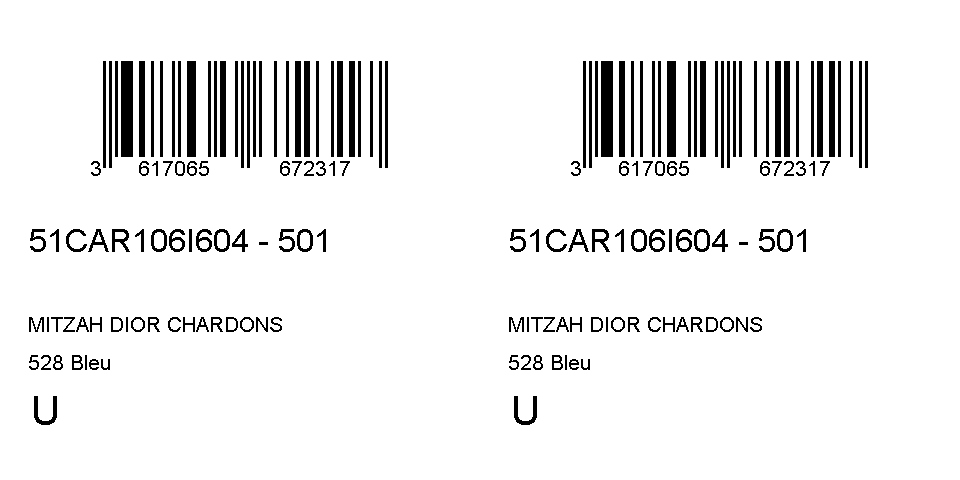 3 617065 672317
51CAR106I604 - 501
MITZAH DIOR CHARDONS
528 Bleu
U
3 617065 672317
51CAR106I604 - 501
MITZAH DIOR CHARDONS
528 Bleu
U